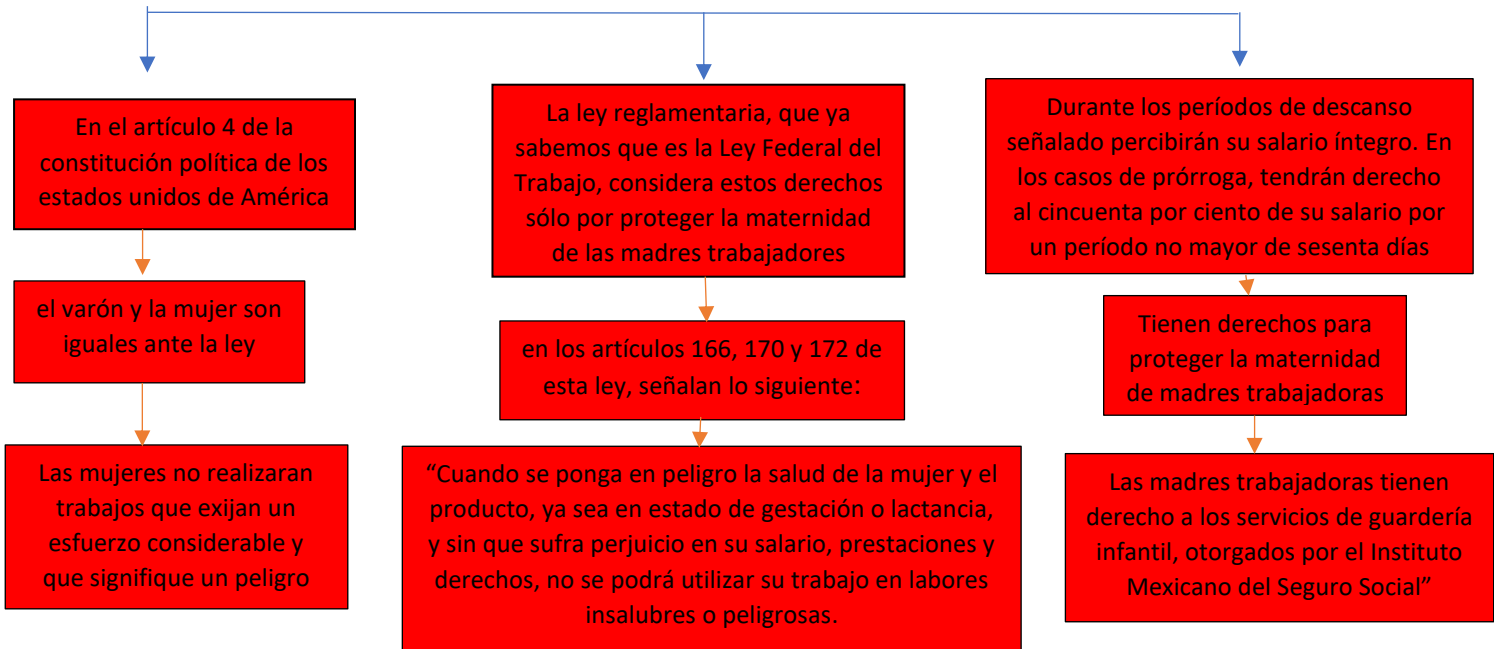 En el artículo 4 de la
constitución política de los
estados unidos de América
el varón y la mujer son
iguales ante la ley
Las mujeres no realizaran
trabajos que exijan un
esfuerzo considerable y
que signifique un peligro
La ley reglamentaria, que ya
sabemos que es la Ley Federal del
Trabajo, considera estos derechos
sólo por proteger la maternidad
de las madres trabajadores
en los artículos 166, 170 y 172 de
esta ley, señalan lo siguiente:
“Cuando se ponga en peligro la salud de la mujer y el
producto, ya sea en estado de gestación o lactancia,
y sin que sufra perjuicio en su salario, prestaciones y
derechos, no se podrá utilizar su trabajo en labores
insalubres o peligrosas.
Durante los períodos de descanso
señalado percibirán su salario íntegro. En
los casos de prórroga, tendrán derecho
al cincuenta por ciento de su salario por
un período no mayor de sesenta días
Tienen derechos para
proteger la maternidad
de madres trabajadoras
Las madres trabajadoras tienen
derecho a los servicios de guardería
infantil, otorgados por el Instituto
Mexicano del Seguro Social”